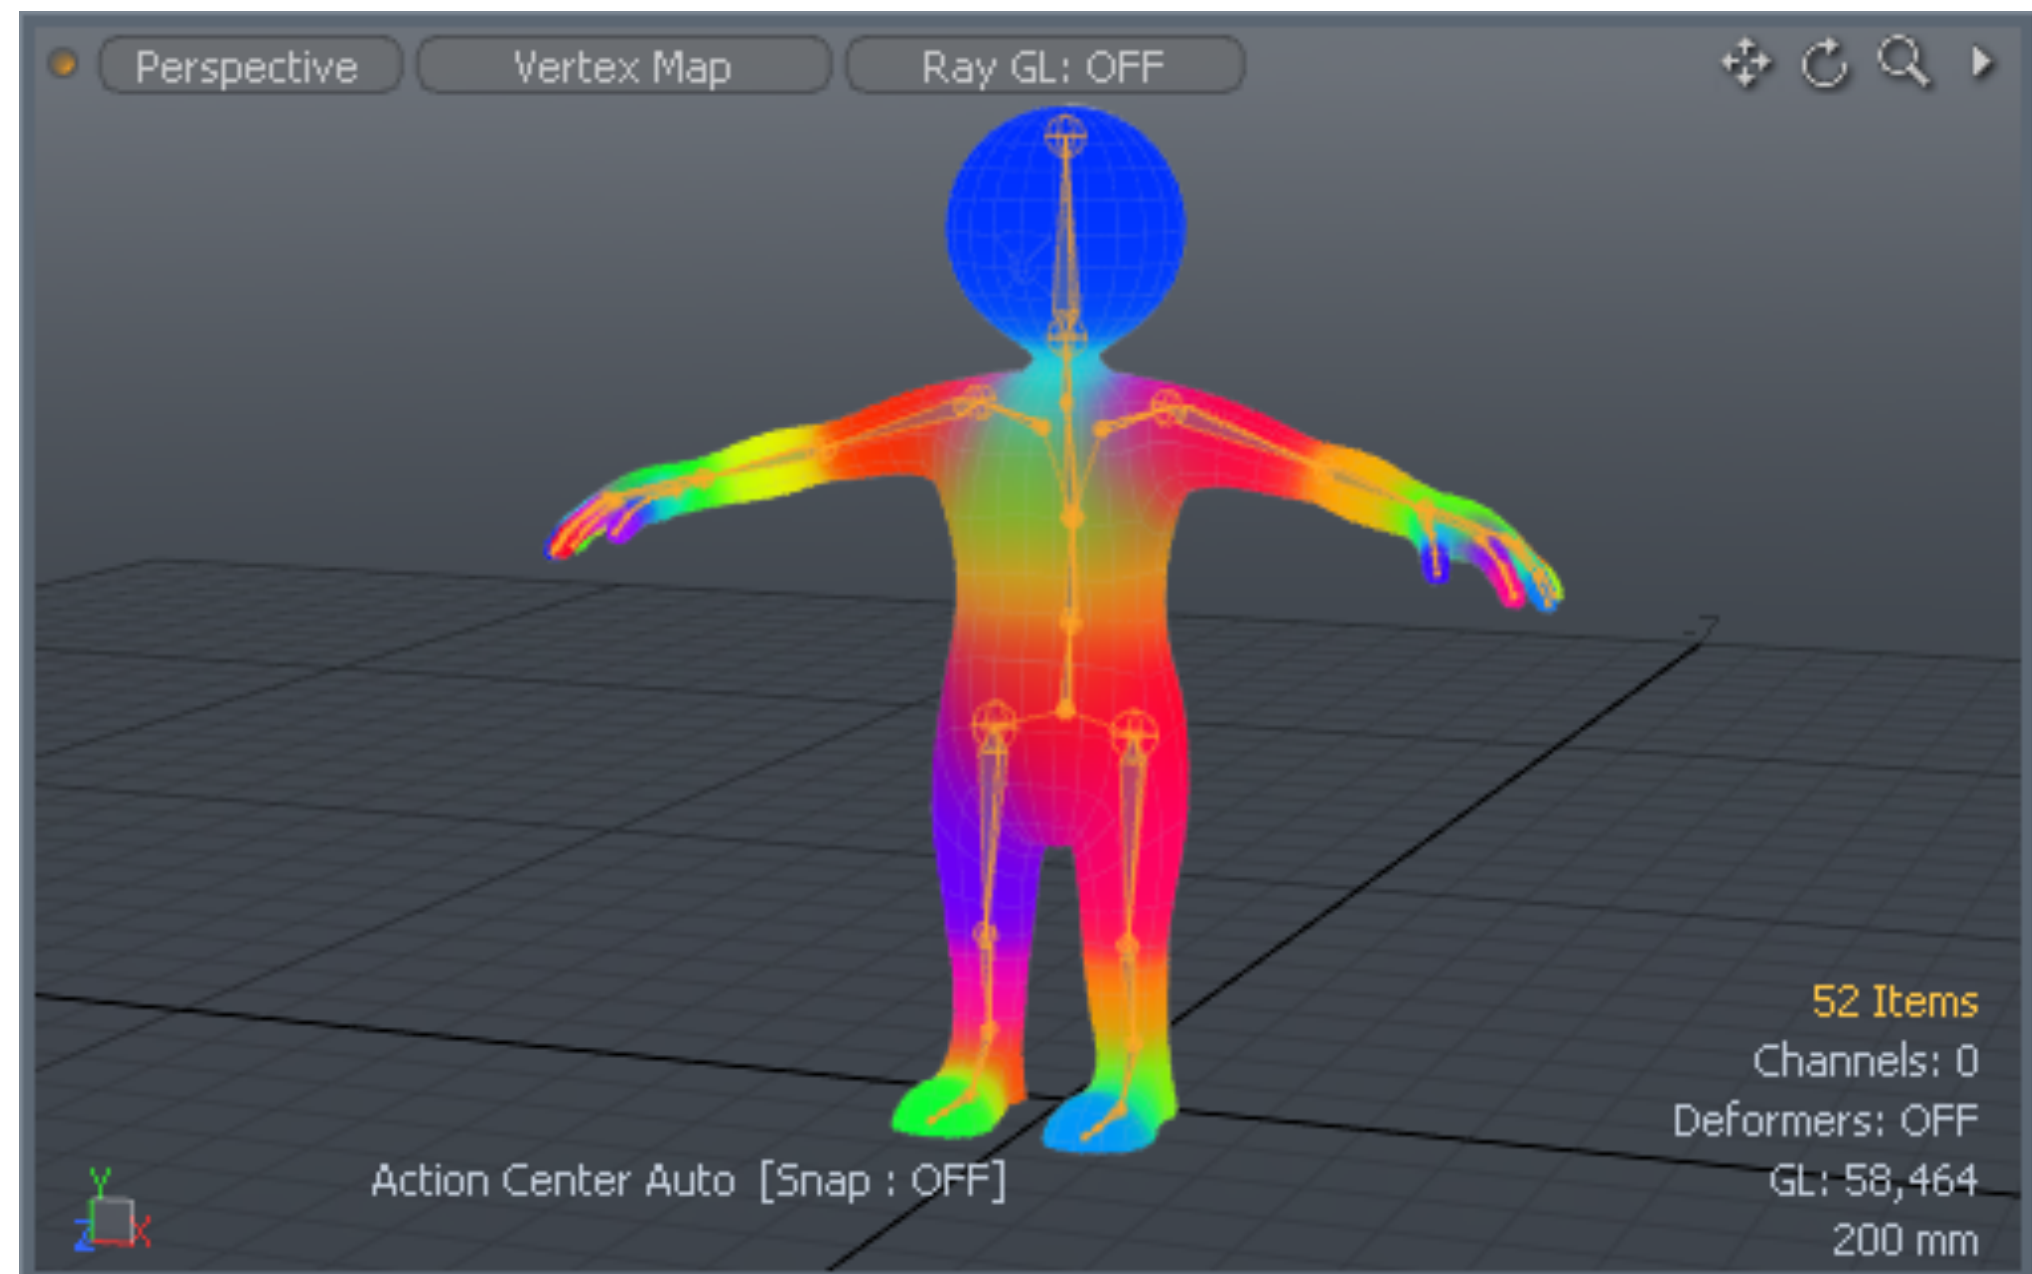 Perspective Vertex Map Ray GL: OFF
52 Items
Channels: 0
Deformers: OFF
Action Center Auto [Snap : OFF]
GL: 58,464
200 mm
Y
Z X
-Z